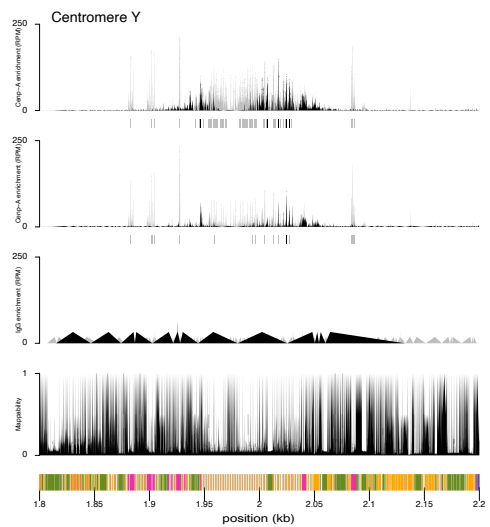 Centromere Y
250
Cenp-A enrichment (RPM)
0
250
Cenp-A enrichment (RPM)
0
250
IgG enrichment (RPM)
0
1
Mappability
0
1.8 1.85 1.9 1.95 2 2.05 2.1 2.15 2.2
position (kb)